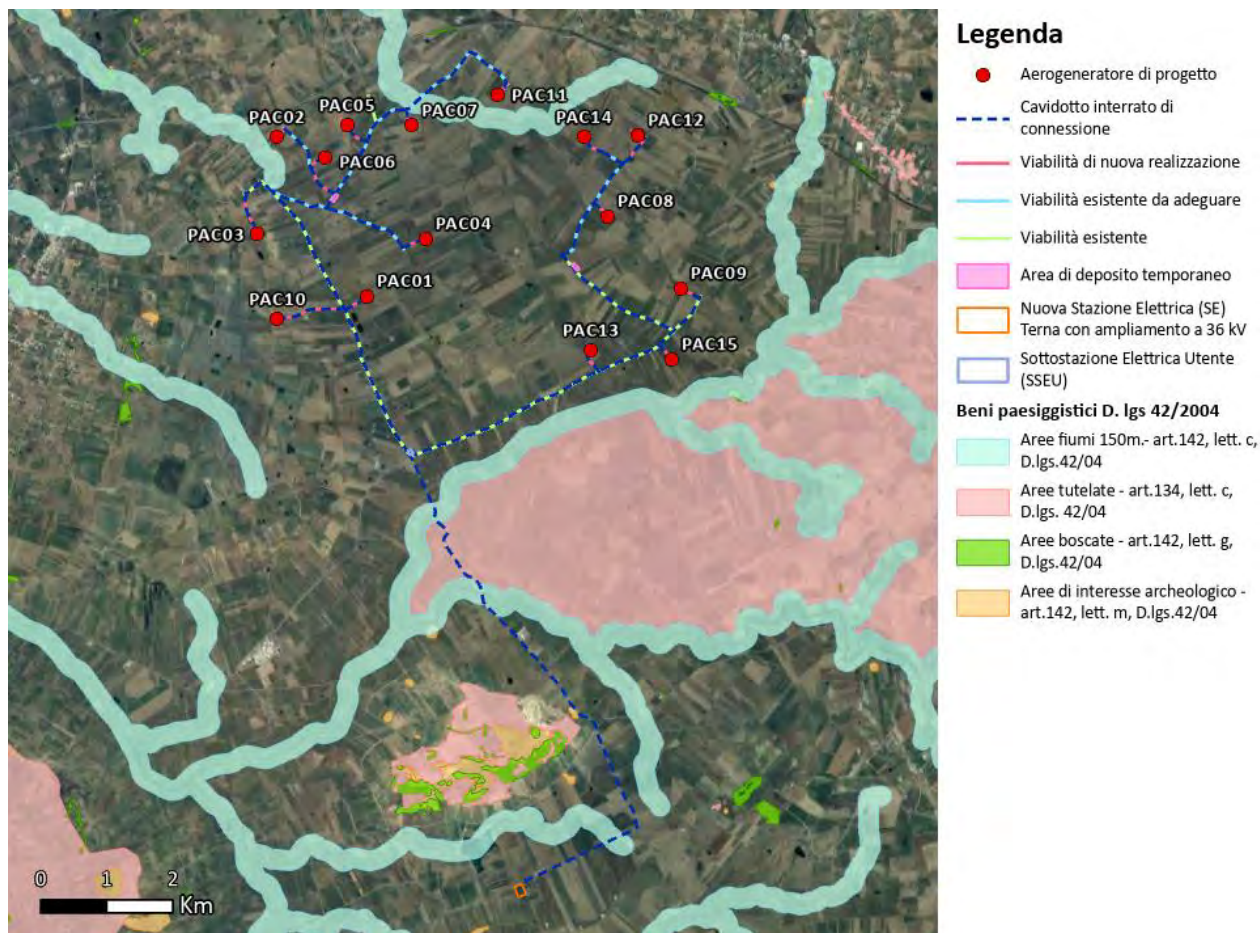 PAC11
PAC05
PAC02
PAC07
PAC14
PAC12
PAC06
PAC08
PAC03
PAC04
PAC09
PAC01
PAC10
PAC13
PAC15
0 1 2
Km
Legenda
Aerogeneratore di progetto
Cavidotto interrato di
connessione
Viabilità di nuova realizzazione
Viabilità esistente da adeguare
Viabilità esistente
Area di deposito temporaneo
Nuova Stazione Elettrica (SE)
Terna con ampliamento a 36 kV
Sottostazione Elettrica Utente
(SSEU)
Beni paesiggistici D. lgs 42/2004
Aree fiumi 150m.- art.142, lett. c,
D.lgs.42/04
Aree tutelate - art.134, lett. c,
D.lgs. 42/04
Aree boscate - art.142, lett. g,
D.lgs.42/04
Aree di interesse archeologico -
art.142, lett. m, D.lgs.42/04